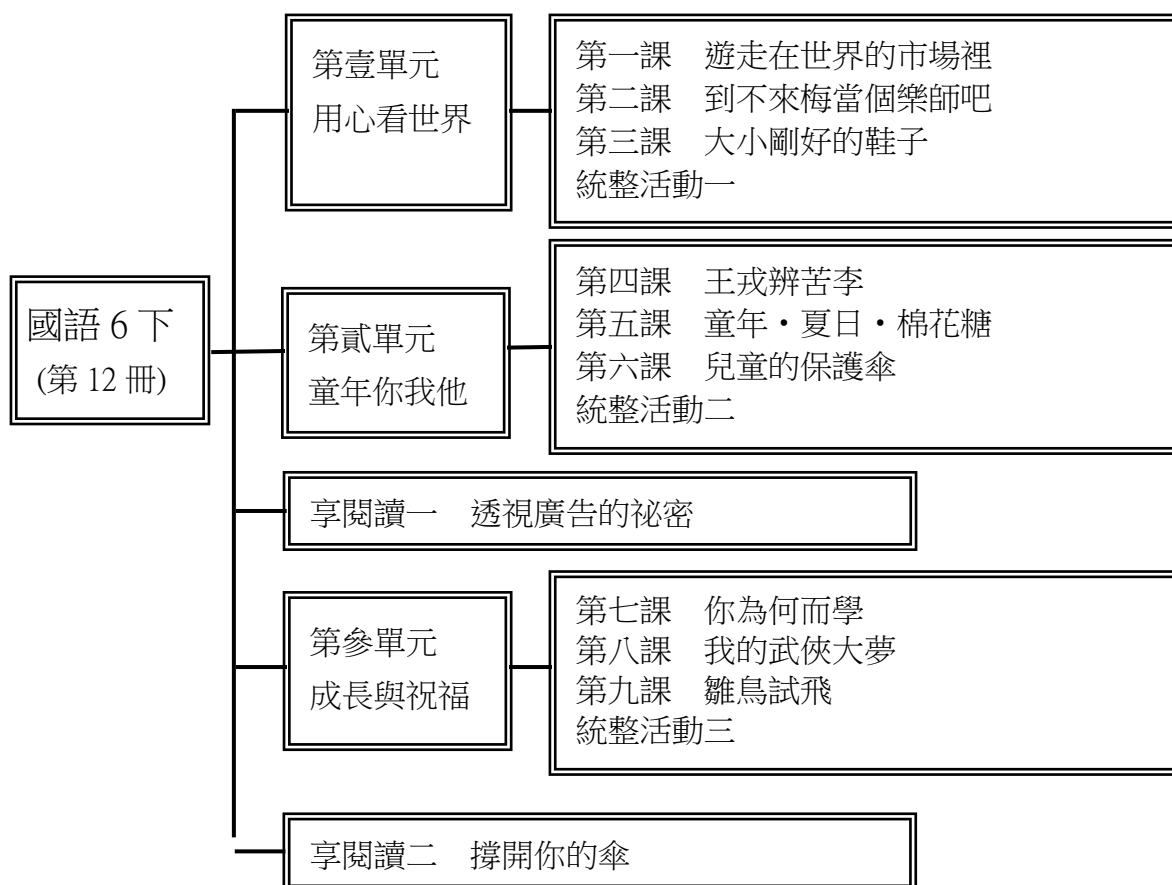 國語 6 下
(第 12 冊)
第壹單元
用心看世界
第一課 遊走在世界的市場裡
第二課 到不來梅當個樂師吧
第三課 大小剛好的鞋子
統整活動一
第貳單元
童年你我他
第四課 王戎辨苦李
第五課 童年・夏日・棉花糖
第六課 兒童的保護傘
統整活動二
享閱讀一 透視廣告的祕密
第參單元
成長與祝福
第七課 你為何而學
第八課 我的武俠大夢
第九課 雛鳥試飛
統整活動三
享閱讀二 撐開你的傘